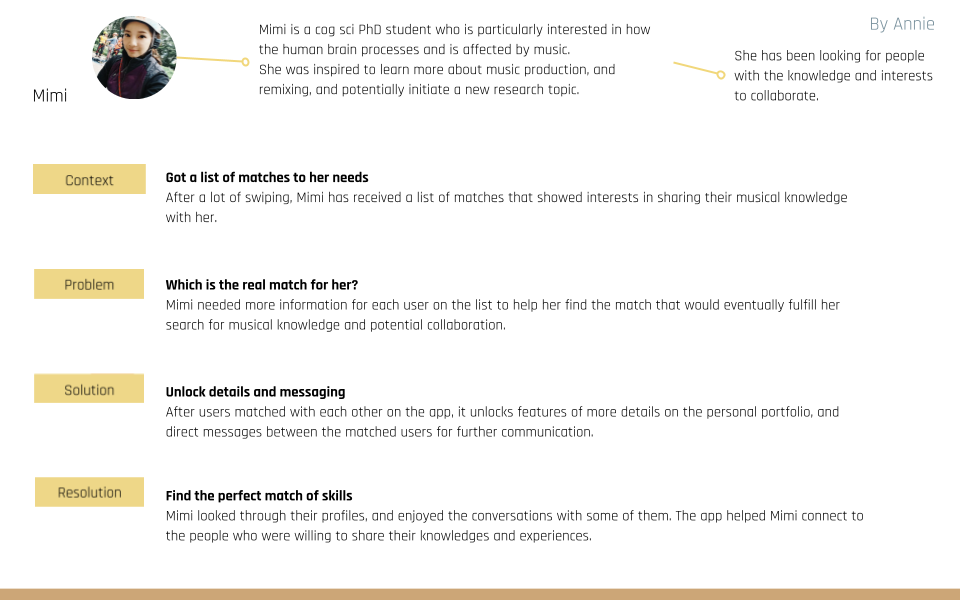 By Annie
Mimi is a cog sci PhD student who is particularly interested in how
the human brain processes and is affected by music.
She was inspired to learn more about music production, and
remixing, and potentially initiate a new research topic.
She has been looking for people
with the knowledge and interests
to collaborate.
Mimi
Context
Got a list of matches to her needs
After a lot of swiping, Mimi has received a list of matches that showed interests in sharing their musical knowledge
with her.
Problem
Which is the real match for her?
Mimi needed more information for each user on the list to help her find the match that would eventually fulfill her
search for musical knowledge and potential collaboration.
Solution
Unlock details and messaging
After users matched with each other on the app, it unlocks features of more details on the personal portfolio, and
direct messages between the matched users for further communication.
Resolution
Find the perfect match of skills
Mimi looked through their profiles, and enjoyed the conversations with some of them. The app helped Mimi connect to
the people who were willing to share their knowledges and experiences.